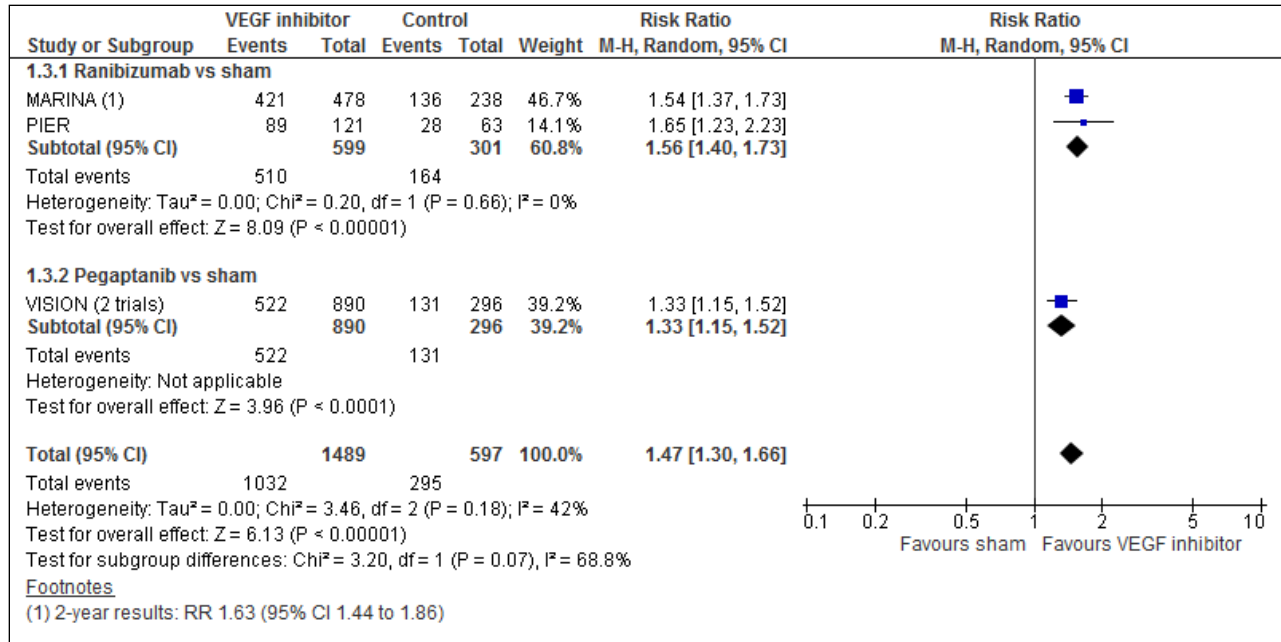 VEGF inhibitor Control Risk Ratio Risk Ratio
Study or Subgroup Events Total Events Total Weight M-H, Random, 95% CI M-H, Random, 95% CI
1.3.1 Ranibizumab vs sham
MARINA (1) 421 478 136 238 46.7% 1.54 [1.37, 1.73]
PIER 89 121 28 63 14.1% 1.65 [1.23, 2.23]
Subtotal (95% CI) 599 301 60.8% 1.56 [1.40, 1.73]
Total events 510 164
Heterogeneity: Tau² = 0.00; Chi² = 0.20, df = 1 (P = 0.66); I² = 0%
Test for overall effect: Z = 8.09 (P < 0.00001)
1.3.2 Pegaptanib vs sham
VISION (2 trials) 522 890 131 296 39.2% 1.33 [1.15, 1.52]
Subtotal (95% CI) 890 296 39.2% 1.33 [1.15, 1.52]
Total events 522 131
Heterogeneity: Not applicable
Test for overall effect: Z = 3.96 (P < 0.0001)
Total (95% CI) 1489 597 100.0% 1.47 [1.30, 1.66]
Total events 1032 295
Heterogeneity: Tau² = 0.00; Chi² = 3.46, df = 2 (P = 0.18); I² = 42%
Test for overall effect: Z = 6.13 (P < 0.00001)
Test for subgroup differences: Chi² = 3.20, df = 1 (P = 0.07), I² = 68.8%
0.1 0.2 0.5 1 2 5 10
Favours sham Favours VEGF inhibitor
Footnotes
(1) 2-year results: RR 1.63 (95% CI 1.44 to 1.86)